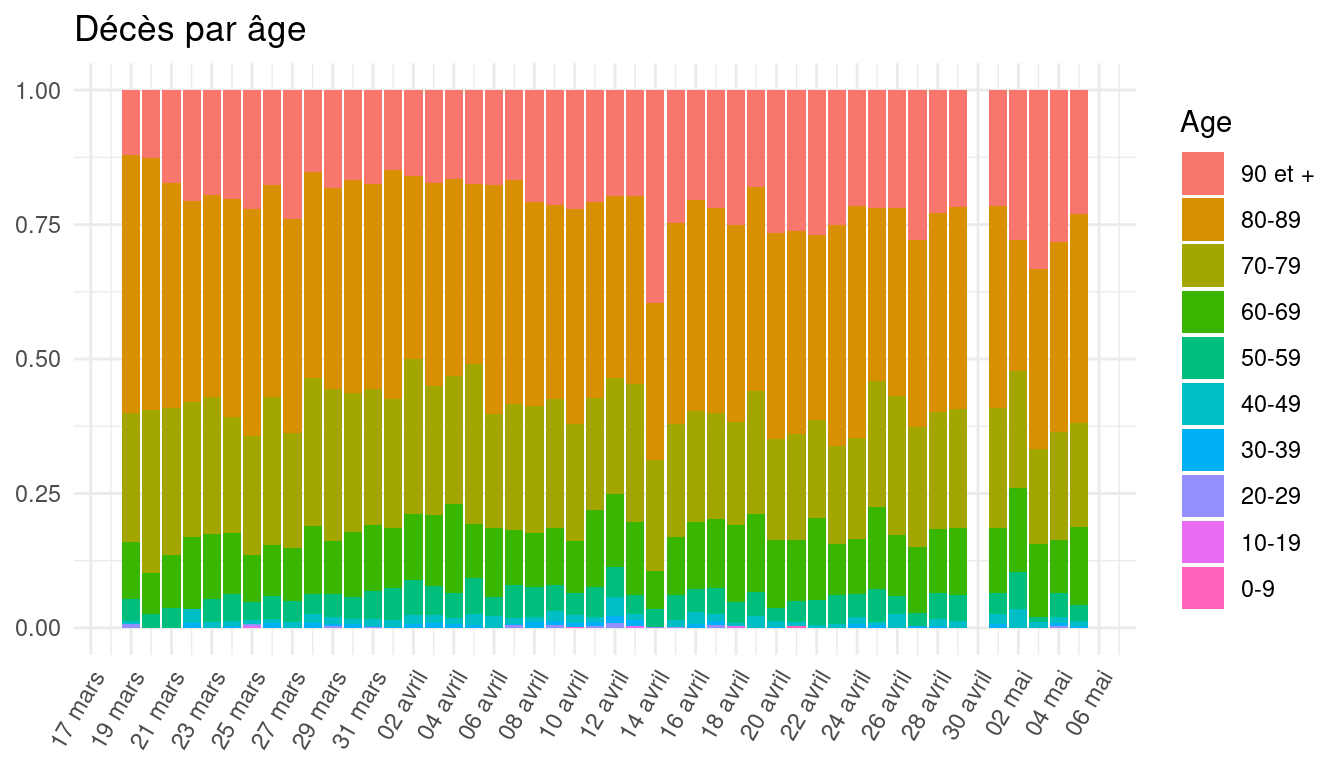 Décès par âge
1.00
0.75
0.50
0.25
0.00
17 mars
19 mars
21 mars
23 mars
25 mars
27 mars
29 mars
31 mars
02 avril
04 avril
06 avril
08 avril
10 avril
12 avril
14 avril
16 avril
18 avril
20 avril
22 avril
24 avril
26 avril
28 avril
30 avril
02 mai
04 mai
06 mai
Age
90 et +
80-89
70-79
60-69
50-59
40-49
30-39
20-29
10-19
0-9